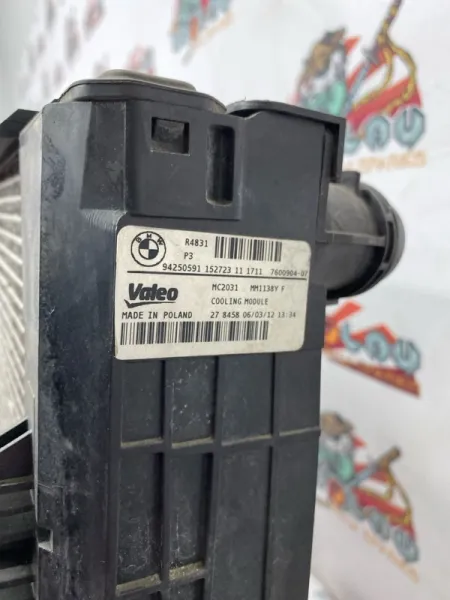 BMW
R4831
P3
94250591 152723 11 1711 7600904-07
Valeo
MC2031 MM1138Y F
COOLING MODULE
MADE IN POLAND
27 8458 06/03/12 13:34